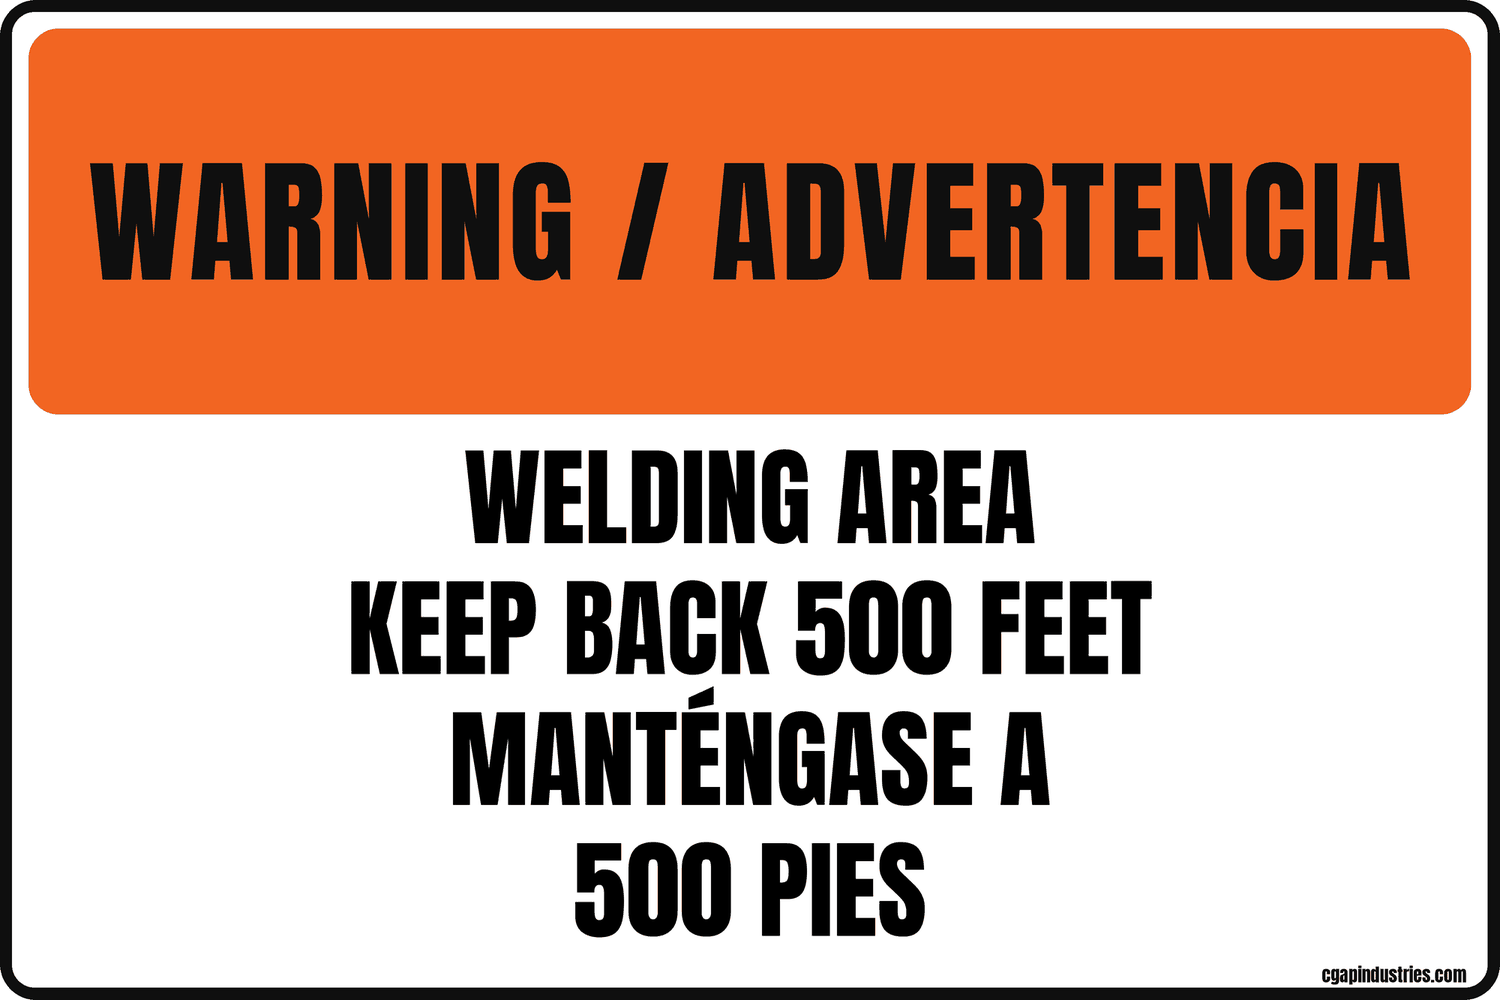 WARNING / ADVERTENCIA
WELDING AREA
KEEP BACK 500 FEET
MANTÉNGASE A
500 PIES
cgapindustries.com